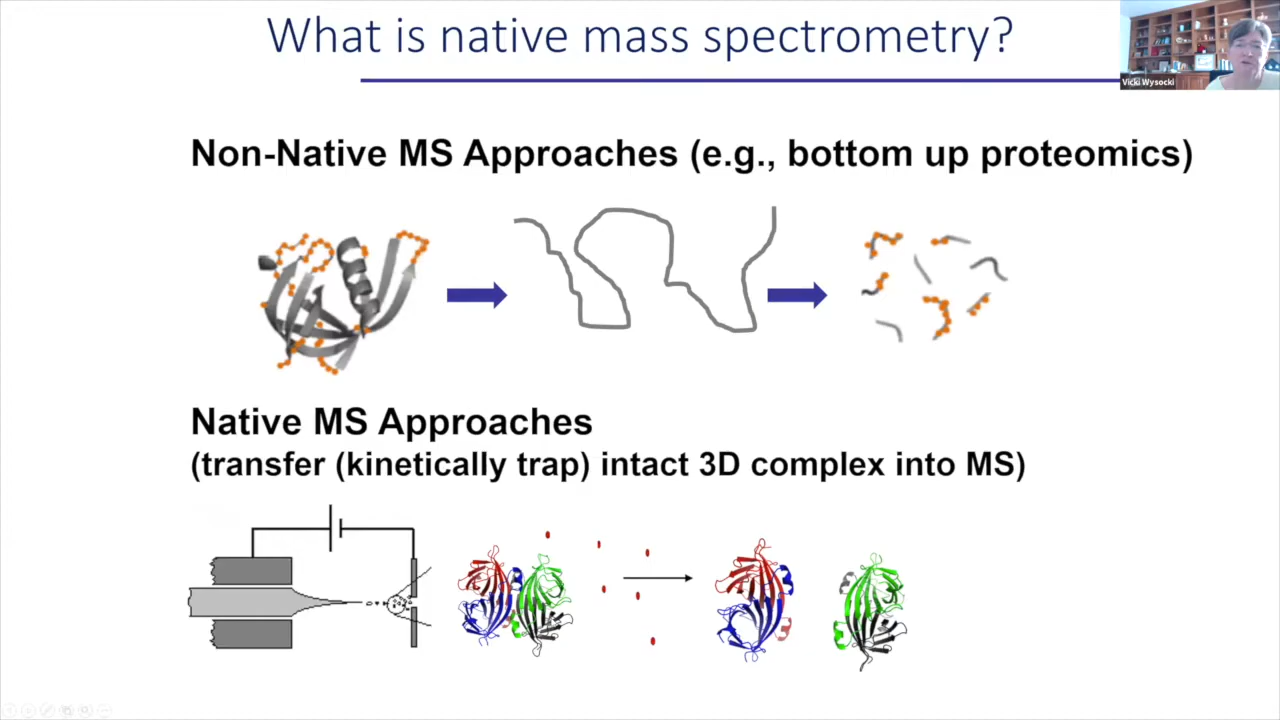 What is native mass spectrometry?
Vicki Wysocki
Non-Native MS Approaches (e.g., bottom up proteomics)
Native MS Approaches
(transfer (kinetically trap) intact 3D complex into MS)